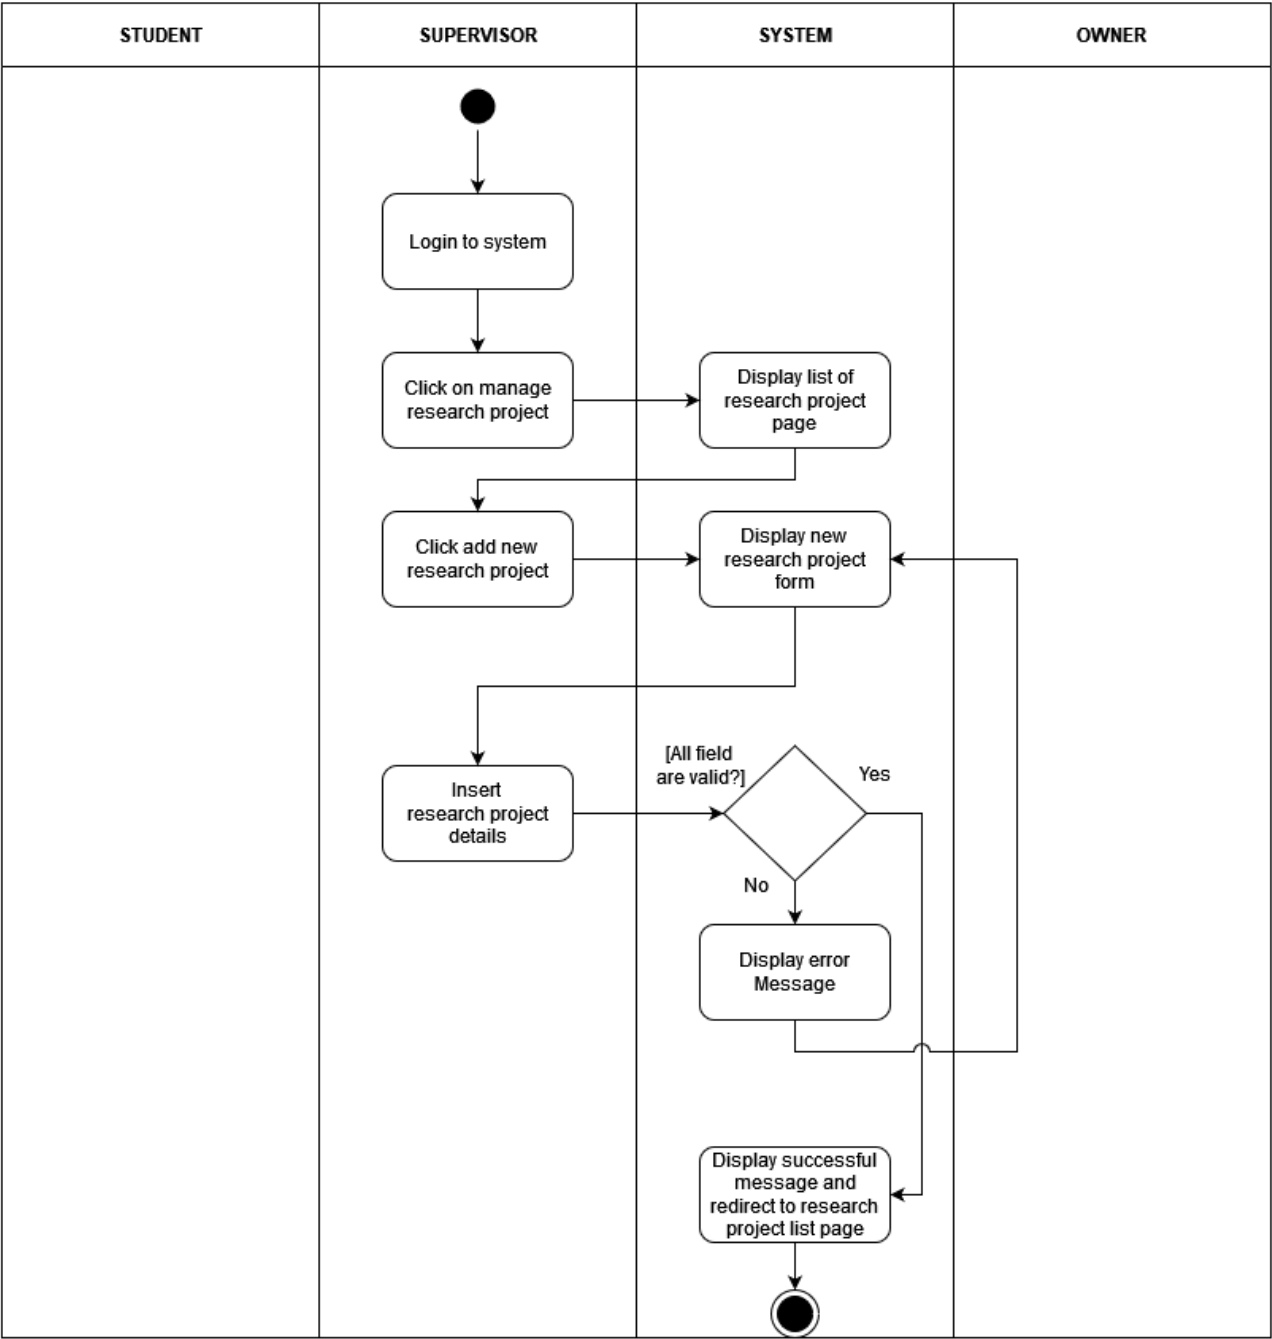 STUDENT
SUPERVISOR
SYSTEM
OWNER
Login to system
Click on manage
research project
Display list of
research project
page
Click add new
research project
Display new
research project
form
Insert
research project
details
[All field
are valid?]
Yes
No
Display error
Message
Display successful
message and
redirect to research
project list page